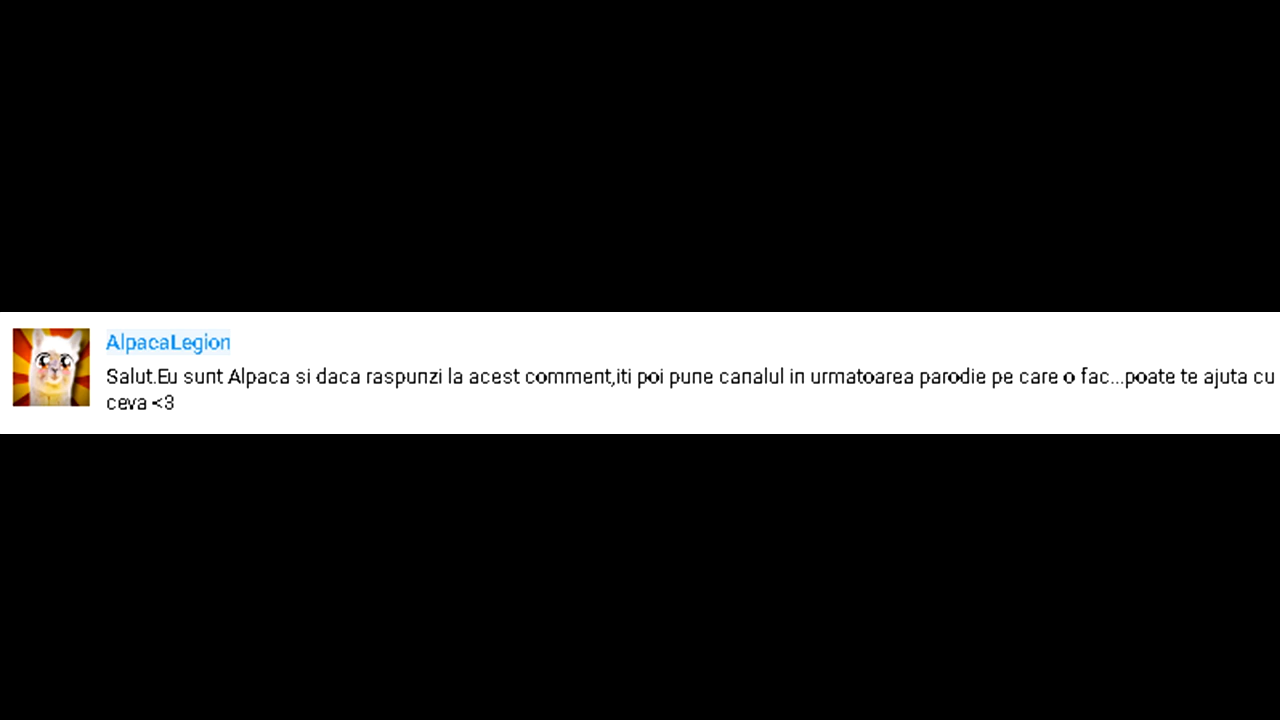 AlpacaLegion
Salut.Eu sunt Alpaca si daca raspunzi la acest comment,iti poi pune canalul in urmatoarea parodie pe care o fac...poate te ajuta cu
ceva <3